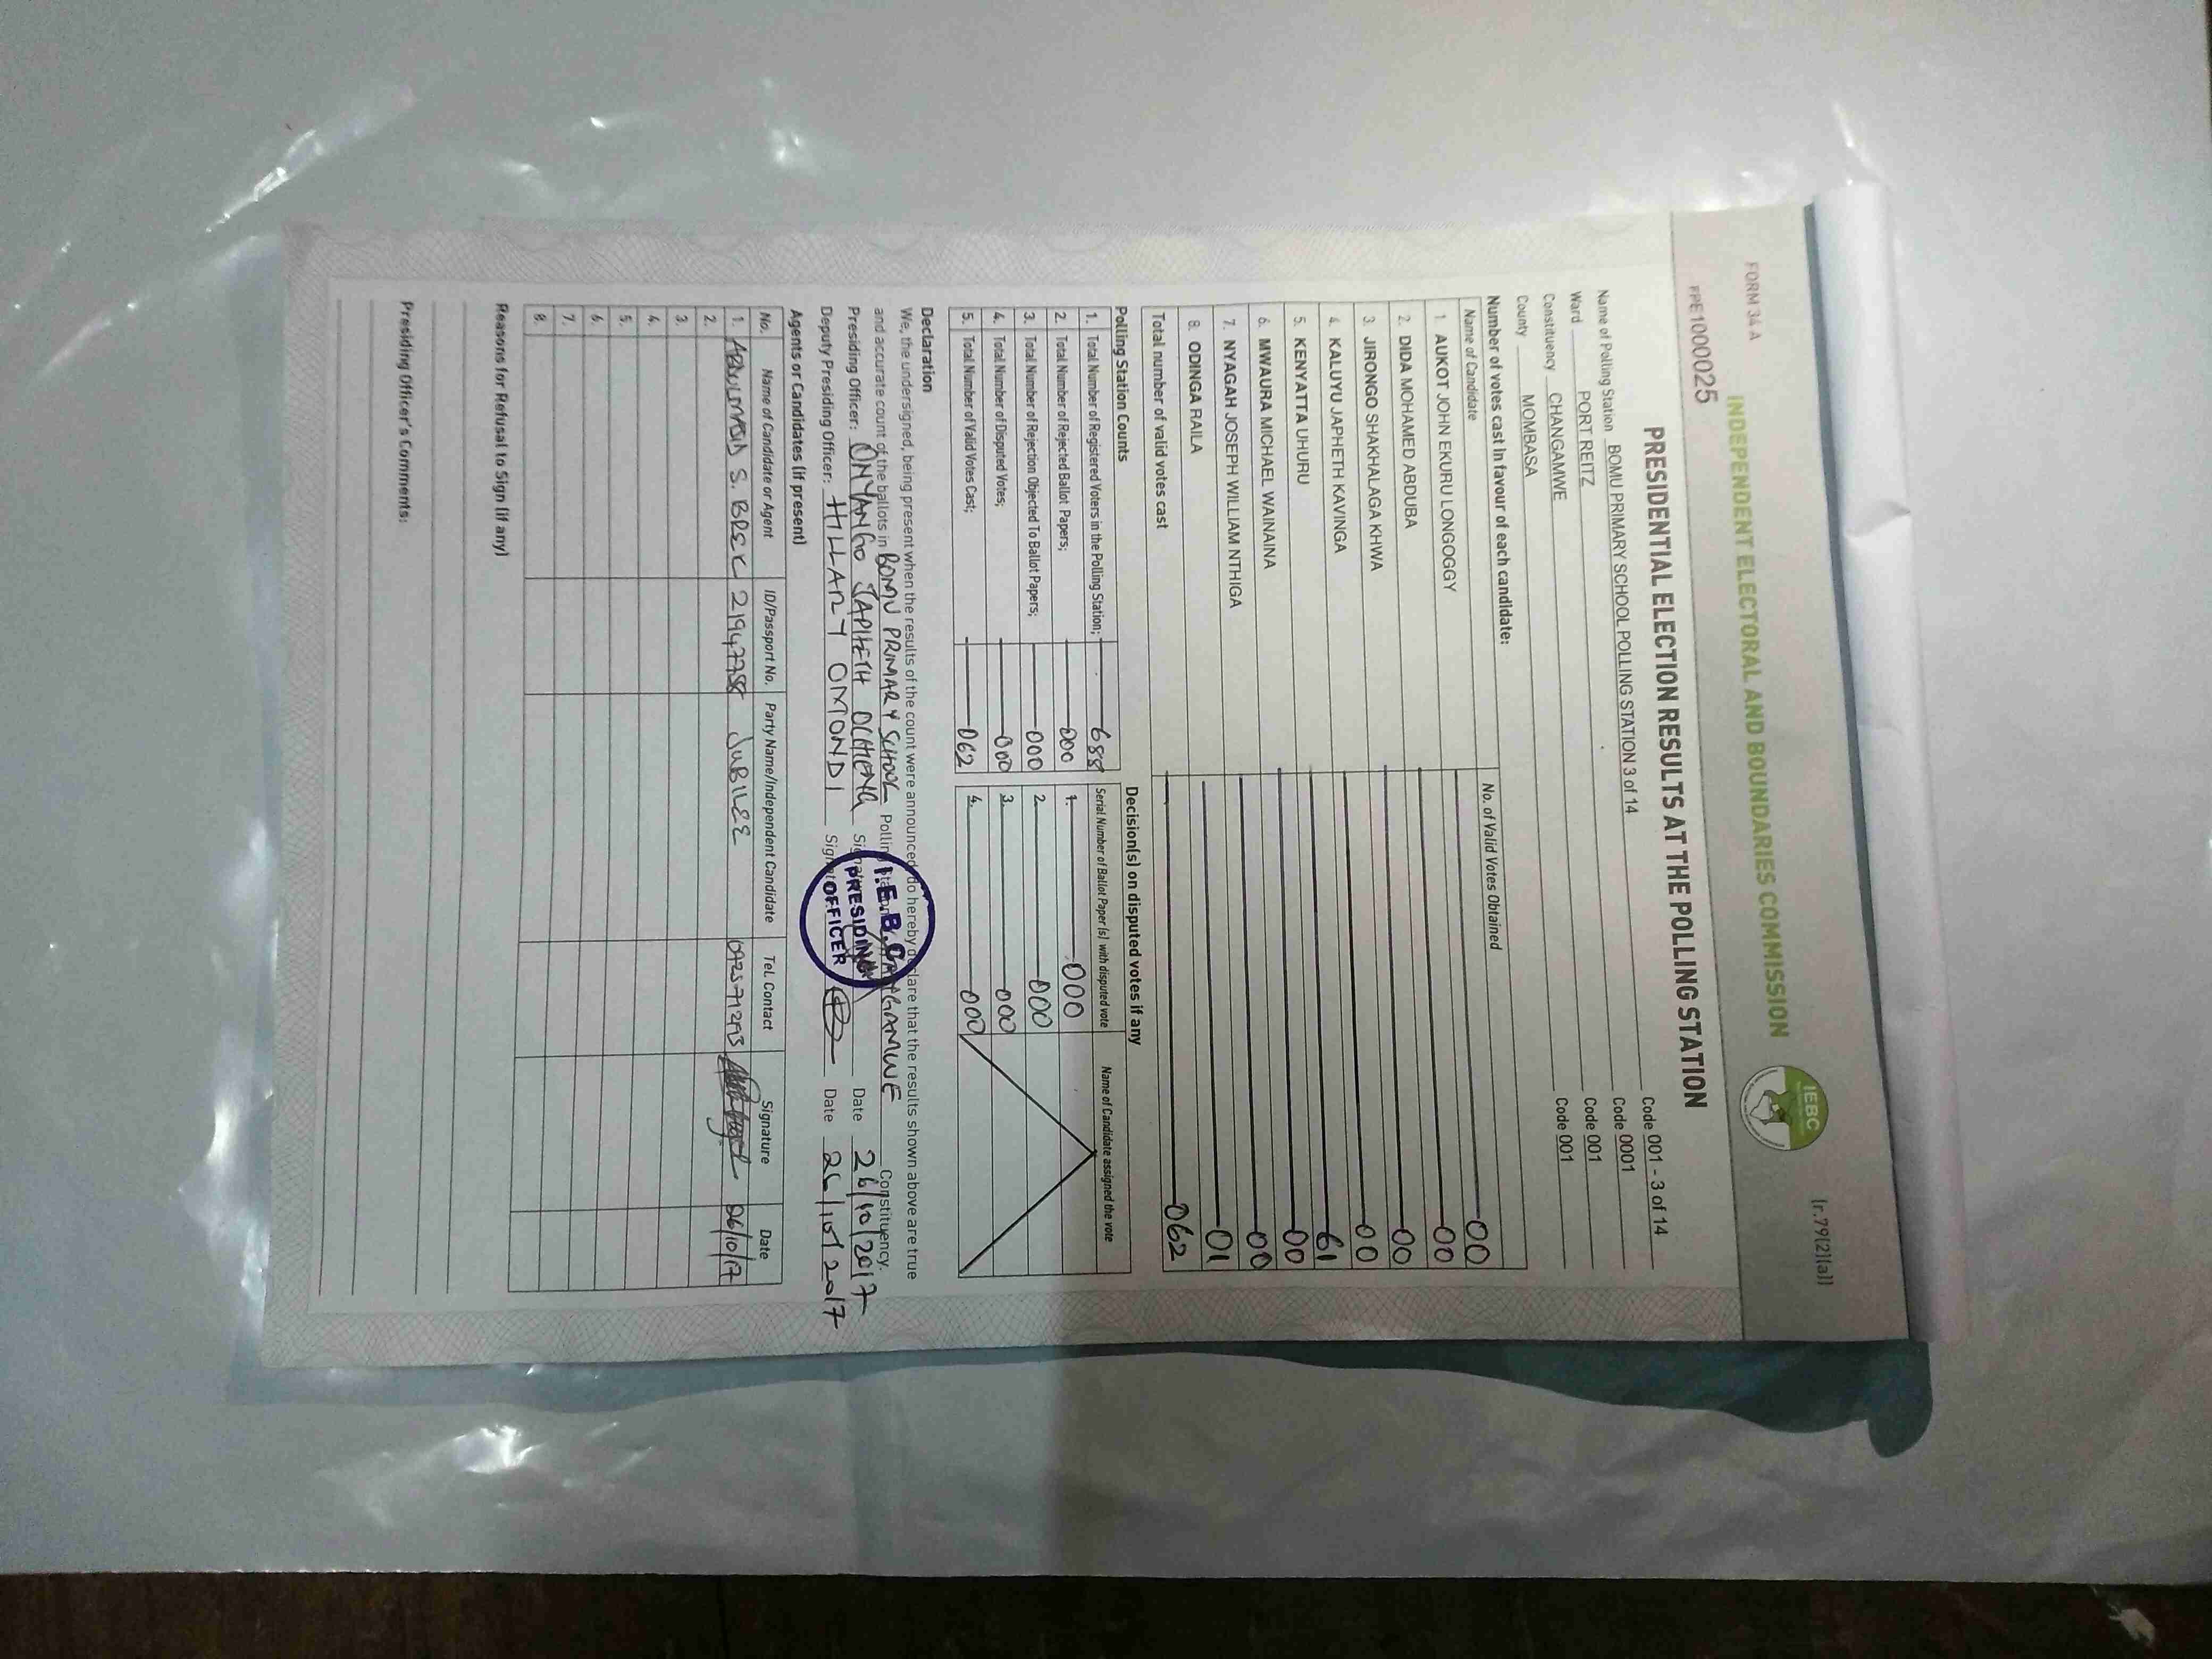 FORM 34 A
[r.79(2)(a)]
INDEPENDENT ELECTORAL AND BOUNDARIES COMMISSION
IEBC
FPE10000025
PRESIDENTIAL ELECTION RESULTS AT THE POLLING STATION
Name of Polling Station BOMU PRIMARY SCHOOL POLLING STATION 3 of 14 Code 001 - 3 of 14
Ward PORT REITZ Code 0001
Constituency CHANGAMWE Code 001
County MOMBASA Code 001
Number of votes cast in favour of each candidate:
Name of Candidate No. of Valid Votes Obtained
1. AUKOT JOHN EKURU LONGOGGY 00
2. DIDA MOHAMED ABDUBA 00
3. JIRONGO SHAKHALAGA KHWA 00
4. KALUYU JAPHETH KAVINGA 00
5. KENYATTA UHURU 61
6. MWAURA MICHAEL WAINAINA 00
7. NYAGAH JOSEPH WILLIAM NTHIGA 00
8. ODINGA RAILA 01
Total number of valid votes cast 062
Polling Station Counts Decision(s) on disputed votes if any
1. Total Number of Registered Voters in the Polling Station; 688 Serial Number of Ballot Paper (s) with disputed vote Name of Candidate assigned the vote
2. Total Number of Rejected Ballot Papers; 000 1. 000
3. Total Number of Rejection Objected To Ballot Papers; 000 2. 000
4. Total Number of Disputed Votes; 000 3. 000
5. Total Number of Valid Votes Cast; 062 4. 000
Declaration
We, the undersigned, being present when the results of the count were announced, do hereby declare that the results shown above are true
and accurate count of the ballots in BOMU PRIMARY SCHOOL Polling Station CHANGAMWE Constituency.
Presiding Officer: ONYANGO JAPHETH OCHIENG Signature Date 26/10/2017
Deputy Presiding Officer: HILLARY OMONDI Signature Date 26/10/2017
I.E.B.C
PRESIDING
OFFICER
Agents or Candidates (if present)
No. Name of Candidate or Agent ID/Passport No. Party Name/Independent Candidate Tel. Contact Signature Date
1. S. JUBILEE 26/10/17
2.
3.
4.
5.
6.
7.
8.
Reasons for Refusal to Sign (if any)
Presiding Officer's Comments: